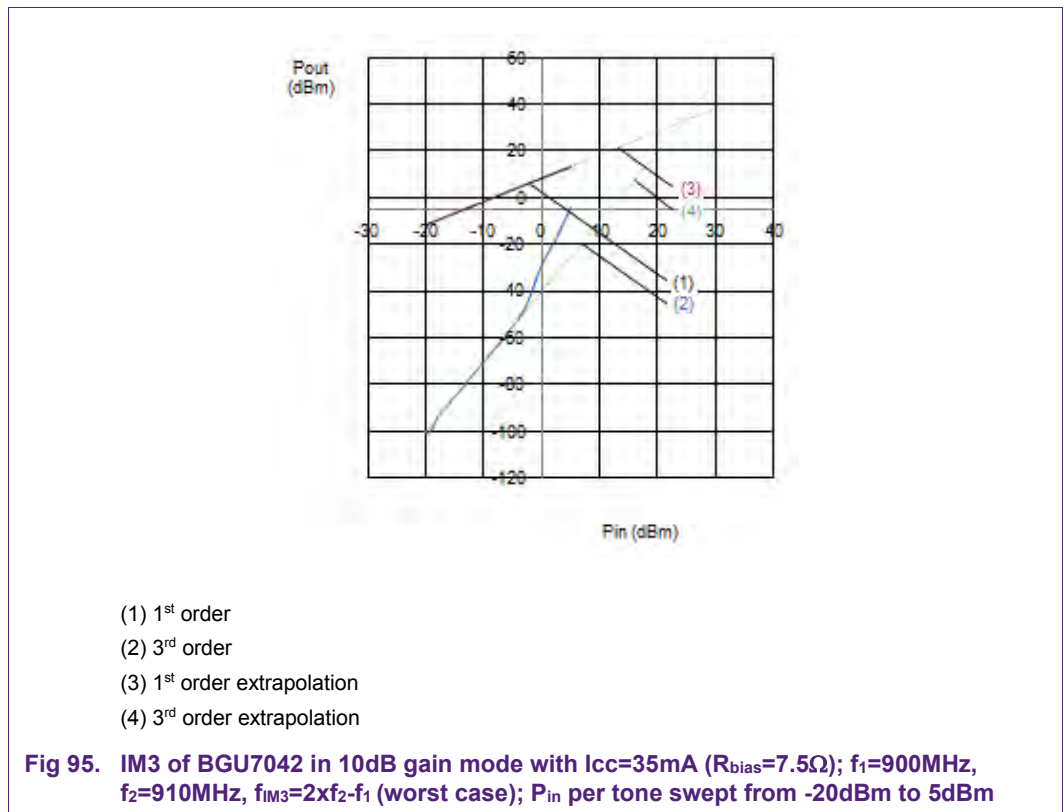 Pout
(dBm)
60
40
20
0
-30 -20 -10 0 10 20 30 40
-20
40
-60
-80
-100
-120
(3)
(4)
(1)
(2)
Pin (dBm)
(1) 1st order
(2) 3rd order
(3) 1st order extrapolation
(4) 3rd order extrapolation
Fig 95. IM3 of BGU7042 in 10dB gain mode with Icc=35mA (Rbias=7.5Ω); f1=900MHz,
f2=910MHz, fIM3=2xf2-f1 (worst case); Pin per tone swept from -20dBm to 5dBm